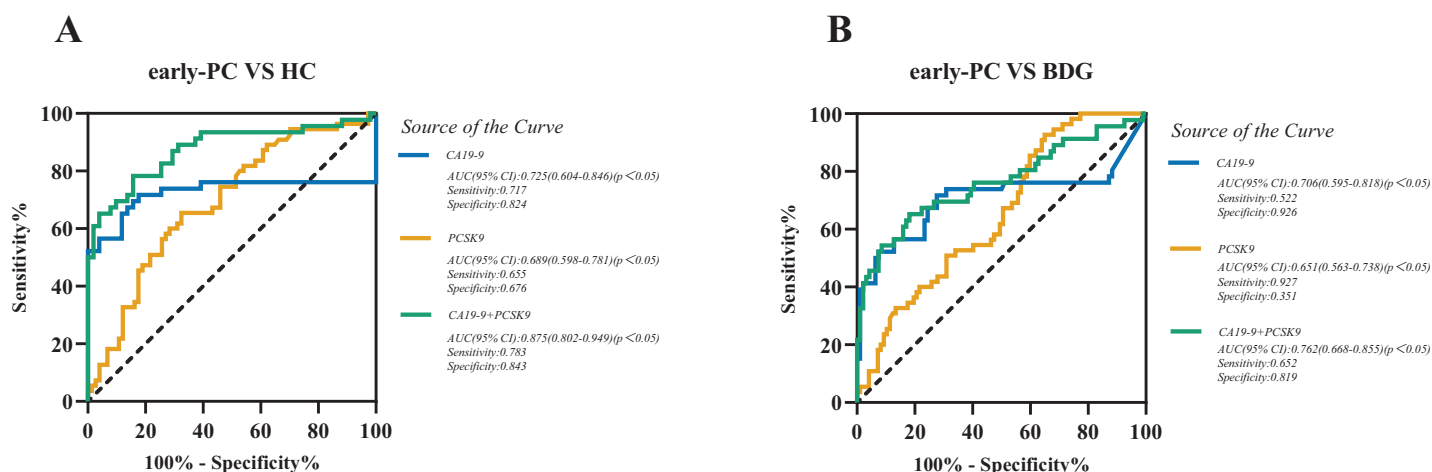 A
early-PC VS HC
100
80
60
40
20
0
Sensitivity%
0 20 40 60 80 100
100% - Specificity%
Source of the Curve
CA19-9
AUC(95% CI):0.725(0.604-0.846)(p<0.05)
Sensitivity:0.717
Specificity:0.824
PCSK9
AUC(95% CI):0.689(0.598-0.781)(p<0.05)
Sensitivity:0.655
Specificity:0.676
CA19-9+PCSK9
AUC(95% CI):0.875(0.802-0.949)(p<0.05)
Sensitivity:0.783
Specificity:0.843
B
early-PC VS BDG
100
80
60
40
20
0
Sensitivity%
0 20 40 60 80 100
100% - Specificity%
Source of the Curve
CA19-9
AUC(95% CI):0.706(0.595-0.818)(p<0.05)
Sensitivity:0.522
Specificity:0.926
PCSK9
AUC(95% CI):0.651(0.563-0.738)(p<0.05)
Sensitivity:0.927
Specificity:0.351
CA19-9+PCSK9
AUC(95% CI):0.762(0.668-0.855)(p<0.05)
Sensitivity:0.652
Specificity:0.819